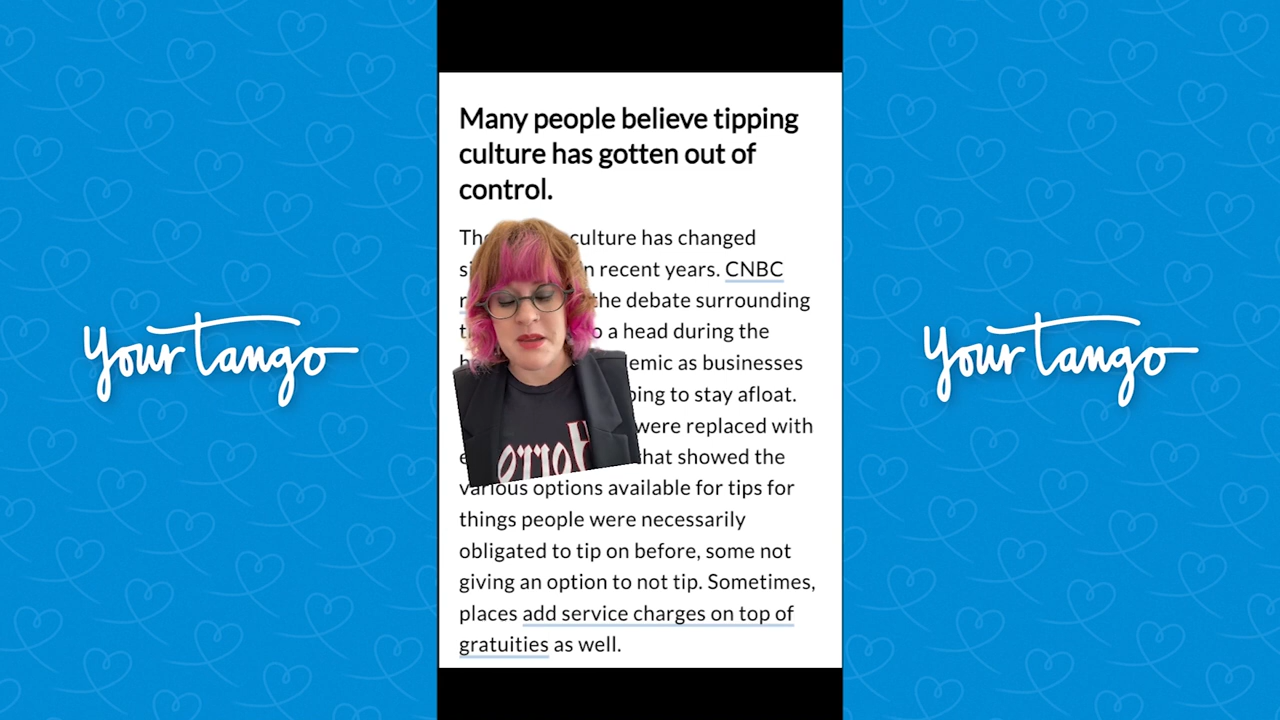 Many people believe tipping
culture has gotten out of
control.
culture has changed
in recent years. CNBC
the debate surrounding
to a head during the
as businesses
to stay afloat.
were replaced with
that showed the
various options available for tips for
things people were necessarily
obligated to tip on before, some not
giving an option to not tip. Sometimes,
places add service charges on top of
gratuities as well.
your tango
your tango